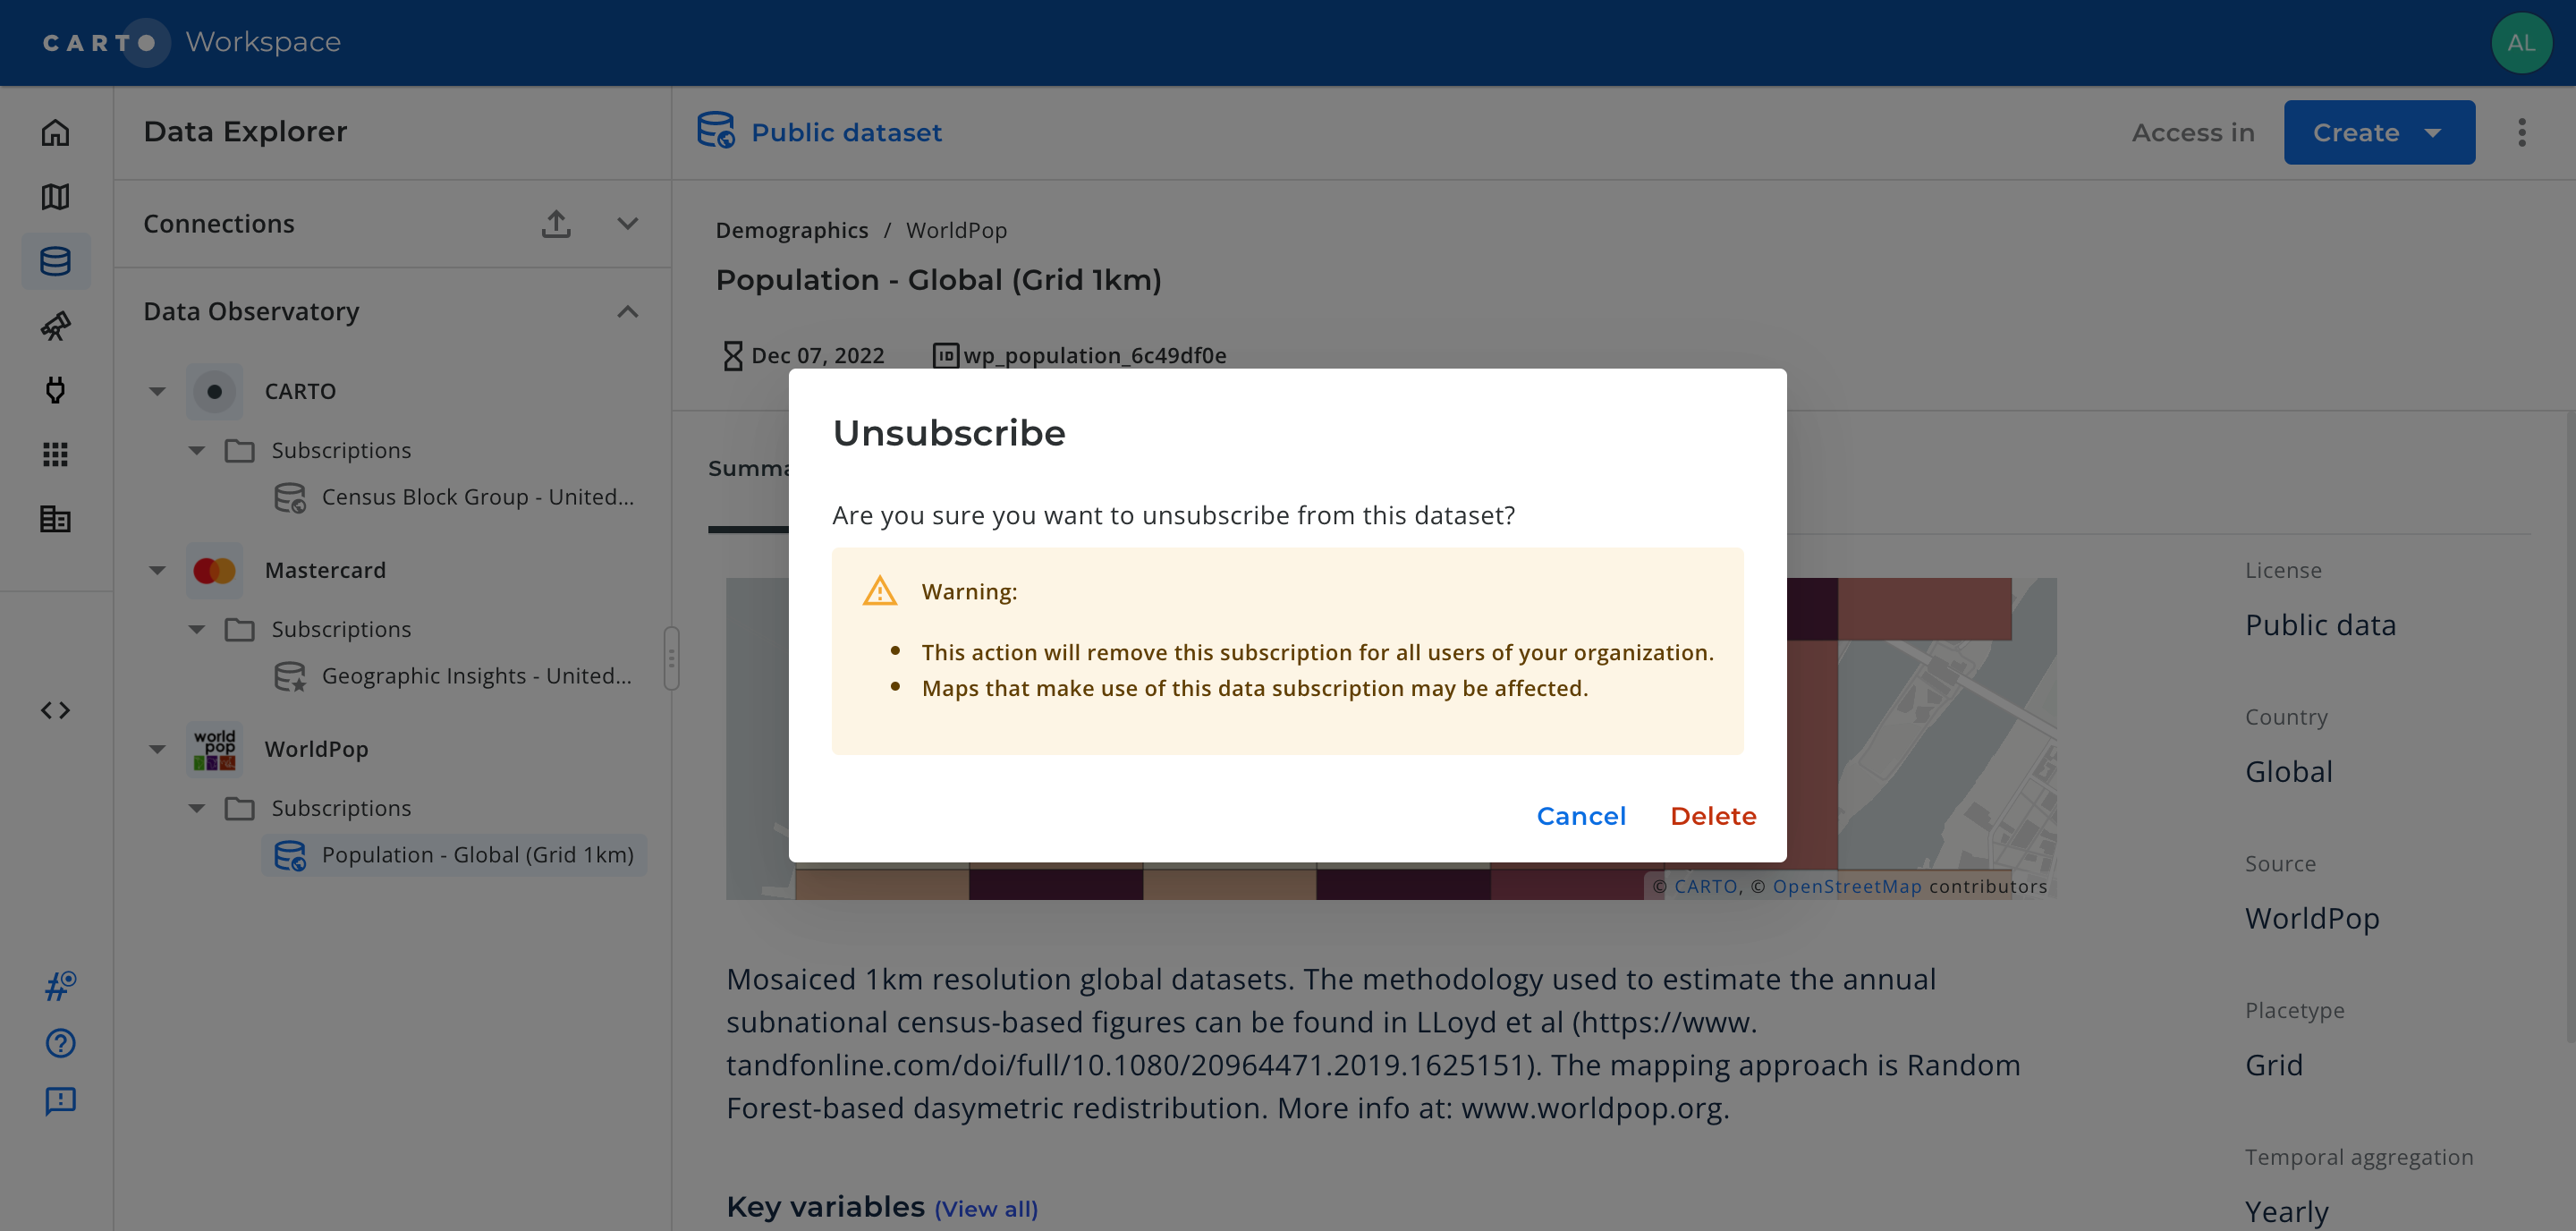 CARTO Workspace
AL
Data Explorer
Public dataset
Access in
Create
Connections
Data Observatory
CARTO
Subscriptions
Census Block Group - United...
Mastercard
Subscriptions
Geographic Insights - United...
world
pop
WorldPop
Subscriptions
Population - Global (Grid 1km)
Demographics / WorldPop
Population - Global (Grid 1km)
Dec 07, 2022
ID wp_population_6c49df0e
Unsubscribe
Are you sure you want to unsubscribe from this dataset?
Warning:
• This action will remove this subscription for all users of your organization.
• Maps that make use of this data subscription may be affected.
Cancel
Delete
© CARTO, © OpenStreetMap contributors
Mosaiced 1km resolution global datasets. The methodology used to estimate the annual
subnational census-based figures can be found in LLoyd et al (https://www.
tandfonline.com/doi/full/10.1080/20964471.2019.1625151). The mapping approach is Random
Forest-based dasymetric redistribution. More info at: www.worldpop.org.
Key variables (View all)
License
Public data
Country
Global
Source
WorldPop
Placetype
Grid
Temporal aggregation
Yearly